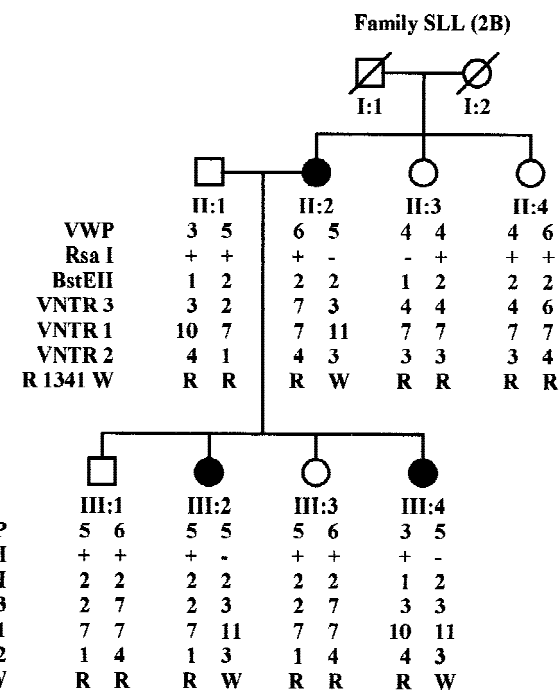 Family SLL (2B)
I:1 I:2
II:1 II:2 II:3 II:4
VWP 3 5 6 5 4 4 4 6
Rsa I + + + - - + + +
BstEII 1 2 2 2 1 2 2 2
VNTR 3 3 2 7 3 4 4 4 6
VNTR 1 10 7 7 11 7 7 7 7
VNTR 2 4 1 4 3 3 3 3 4
R 1341 W R R R W R R R R
III:1 III:2 III:3 III:4
P 5 6 5 5 5 6 3 5
I + + + - + + + -
I 2 2 2 2 2 2 1 2
3 2 7 2 3 2 7 3 3
1 7 7 7 11 7 7 10 11
2 1 4 1 3 1 4 4 3
W R R R W R R R W